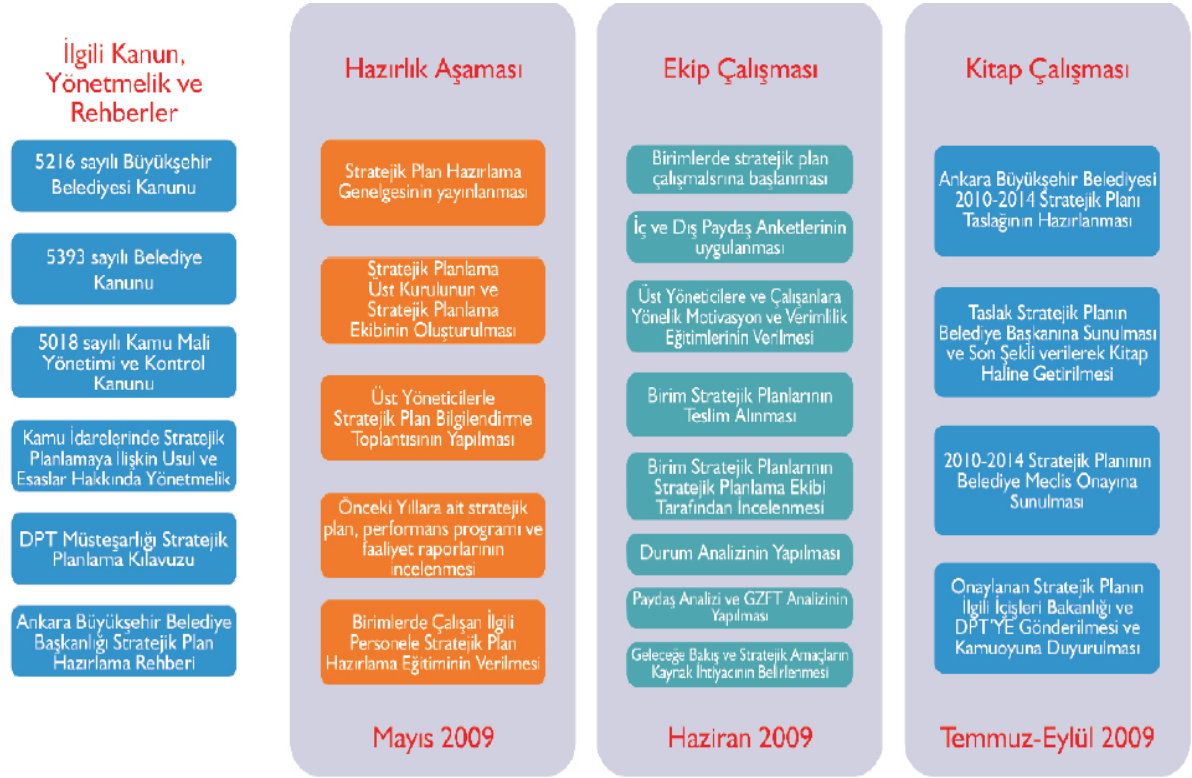 İlgili Kanun,
Yönetmelik ve
Rehberler
5216 sayılı Büyükşehir
Belediyesi Kanunu
5393 sayılı Belediye
Kanunu
5018 sayılı Kamu Mali
Yönetimi ve Kontrol
Kanunu
Kamu İdarelerinde Stratejik
Planlamaya İlişkin Usul ve
Esaslar Hakkında Yönetmelik
DPT Müsteşarlığı Stratejik
Planlama Kılavuzu
Ankara Büyükşehir Belediye
Başkanlığı Stratejik Plan
Hazırlama Rehberi
Hazırlık Aşaması
Stratejik Plan Hazırlama
Genelgesinin yayınlanması
Stratejik Planlama
Üst Kurulunun ve
Stratejik Planlama
Ekibinin Oluşturulması
Üst Yöneticilerle
Stratejik Plan Bilgilendirme
Toplantısının Yapılması
Önceki Yıllara ait stratejik
plan, performans programı ve
faaliyet raporlarının
incelenmesi
Birimlerde Çalışan İlgili
Personele Stratejik Plan
Hazırlama Eğitiminin Verilmesi
Mayıs 2009
Ekip Çalışması
Birimlerde stratejik plan
çalışmalsrına başlanması
İç ve Dış Paydaş Anketlerinin
uygulanması
Üst Yöneticilere ve Çalışanlara
Yönelik Motivasyon ve Verimlilik
Eğitimlerinin Verilmesi
Birim Stratejik Planlarının
Teslim Alınması
Birim Stratejik Planlarının
Stratejik Planlama Ekibi
Tarafından İncelenmesi
Durum Analizinin Yapılması
Paydaş Analizi ve GZFT Analizinin
Yapılması
Geleceğe Bakış ve Stratejik Amaçların
Kaynak İhtiyacının Belirlenmesi
Haziran 2009
Kitap Çalışması
Ankara Büyükşehir Belediyesi
2010-2014 Stratejik Planı
Taslağının Hazırlanması
Taslak Stratejik Planın
Belediye Başkanına Sunulması
ve Son Şekli verilerek Kitap
Haline Getirilmesi
2010-2014 Stratejik Planının
Belediye Meclis Onayına
Sunulması
Onaylanan Stratejik Planın
İlgili İçişleri Bakanlığı ve
DPT'YE Gönderilmesi ve
Kamuoyuna Duyurulması
Temmuz-Eylül 2009